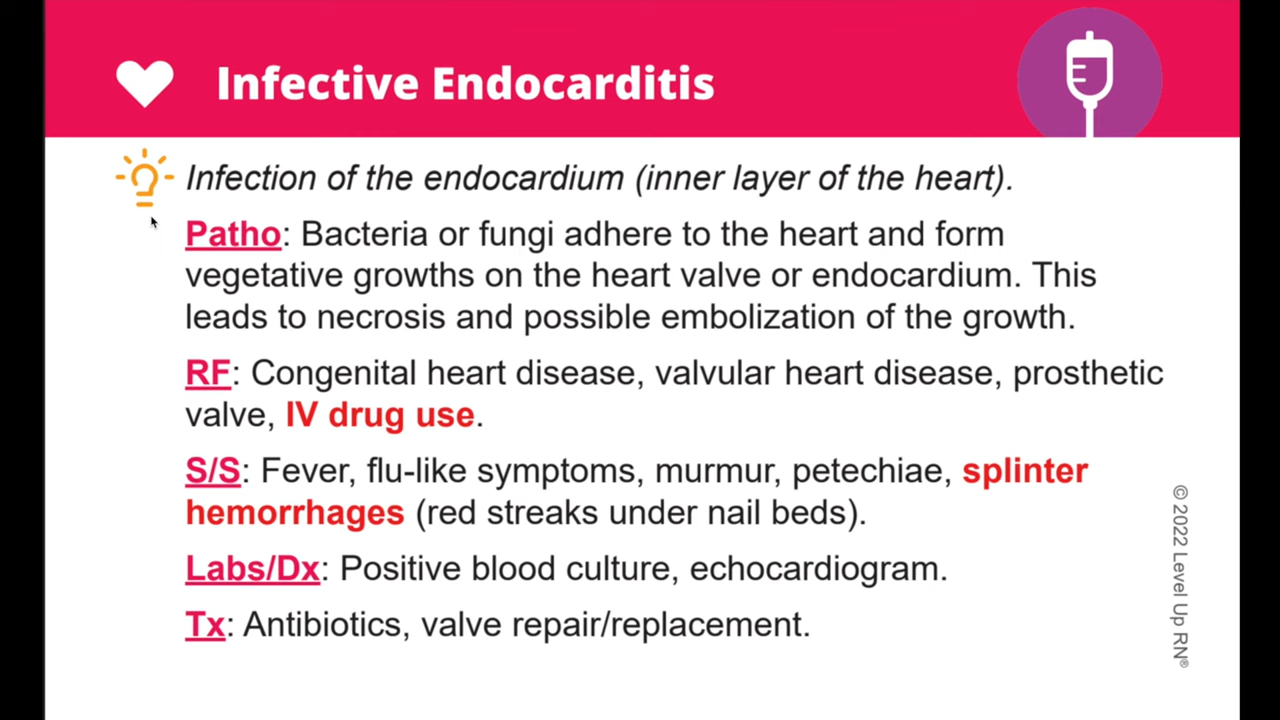 Infective Endocarditis
Infection of the endocardium (inner layer of the heart).
Patho: Bacteria or fungi adhere to the heart and form
vegetative growths on the heart valve or endocardium. This
leads to necrosis and possible embolization of the growth.
RF: Congenital heart disease, valvular heart disease, prosthetic
valve, IV drug use.
S/S: Fever, flu-like symptoms, murmur, petechiae, splinter
hemorrhages (red streaks under nail beds).
Labs/Dx: Positive blood culture, echocardiogram.
Tx: Antibiotics, valve repair/replacement.
© 2022 Level Up RN®